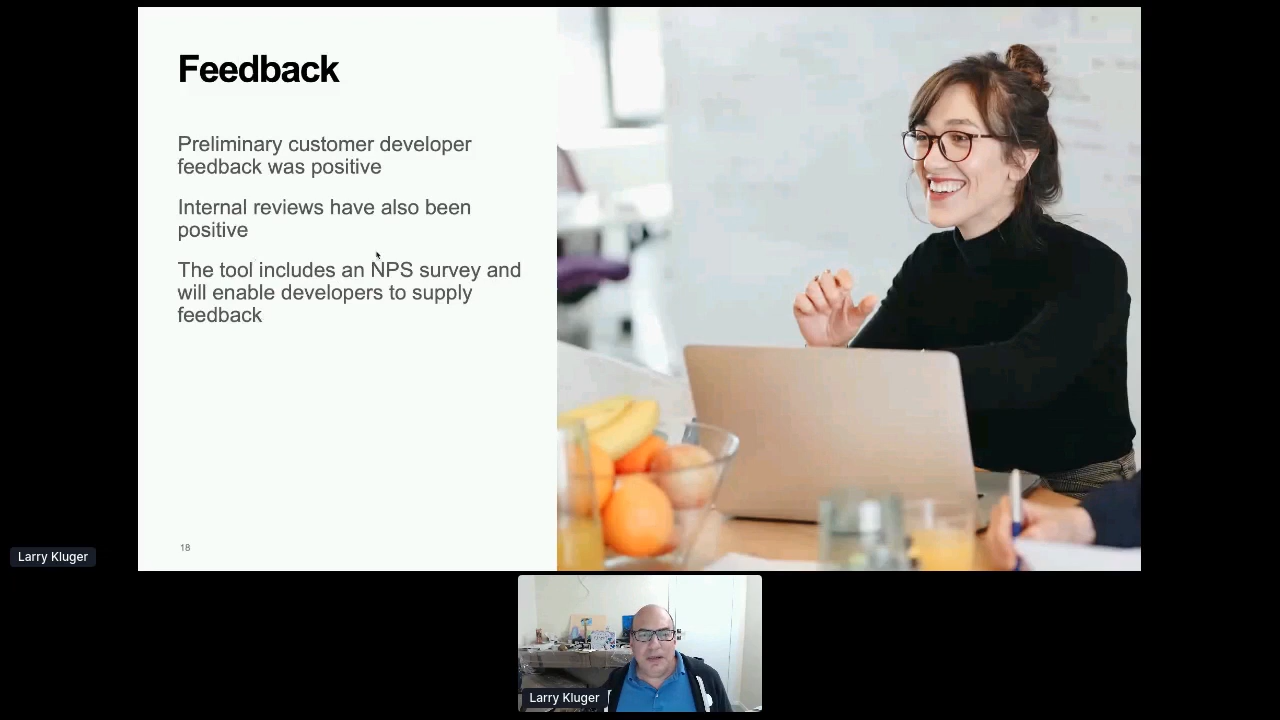 Feedback
Preliminary customer developer
feedback was positive
Internal reviews have also been
positive
The tool includes an NPS survey and
will enable developers to supply
feedback
18
Larry Kluger
Larry Kluger